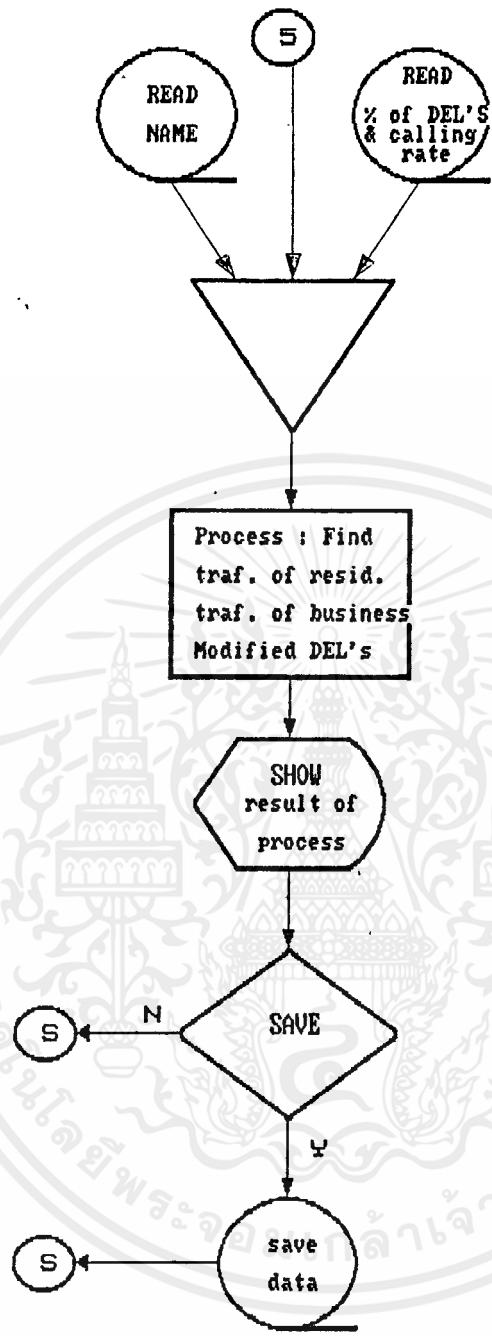 5
READ
NAME
READ
% of DEL'S
& calling
rate
Process : Find
traf. of resid.
traf. of business
Modified DEL's
SHOW
result of
process
SAVE
N
S
Y
save
data
S